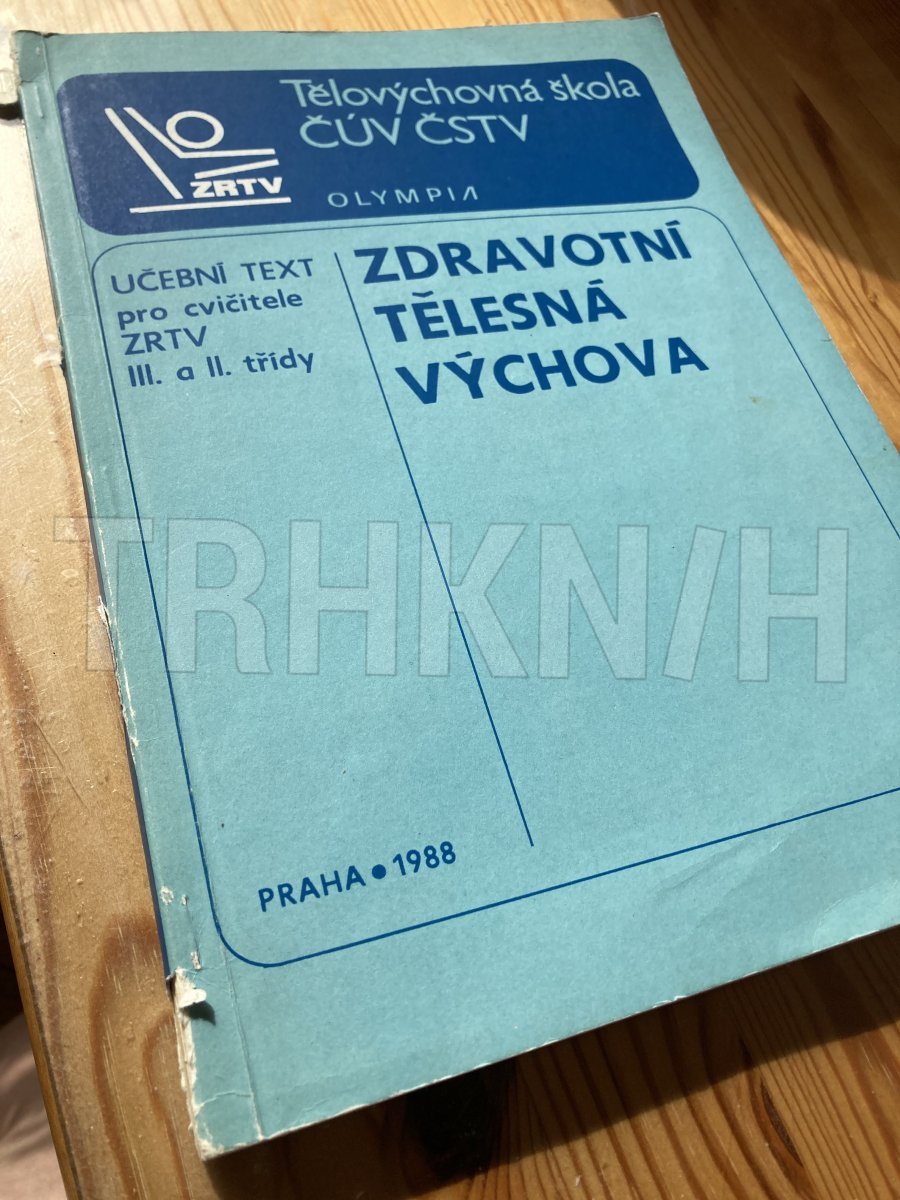 Tělovýchovná škola
ČÚV ČSTV
ZRTV
OLYMPIA
UČEBNÍ TEXT
pro cvičitele
ZRTV
III. a II. třídy
ZDRAVOTNÍ
TĚLESNÁ
VÝCHOVA
TRHKNIH
PRAHA • 1988